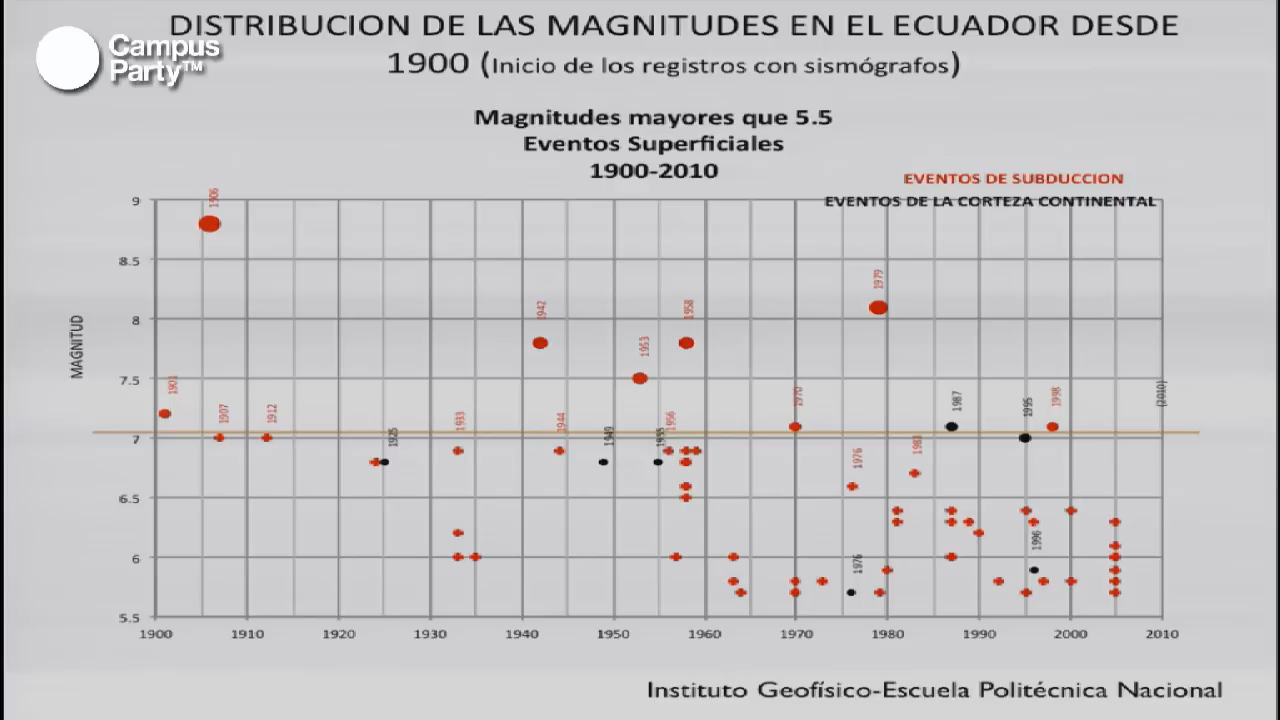 DISTRIBUCION DE LAS MAGNITUDES EN EL ECUADOR DESDE
1900 (Inicio de los registros con sismógrafos)
Campus
Party™
Magnitudes mayores que 5.5
Eventos Superficiales
1900-2010
EVENTOS DE SUBDUCCION
EVENTOS DE LA CORTEZA CONTINENTAL
MAGNITUD
9
8.5
8
7.5
7
6.5
6
5.5
1906
1942
1958
1979
1953
1901
1907
1912
1925
1933
1944
1949
1955
1956
1970
1976
1983
1987
1995
1998
(2010)
1976
1996
1900 1910 1920 1930 1940 1950 1960 1970 1980 1990 2000 2010
Instituto Geofísico-Escuela Politécnica Nacional